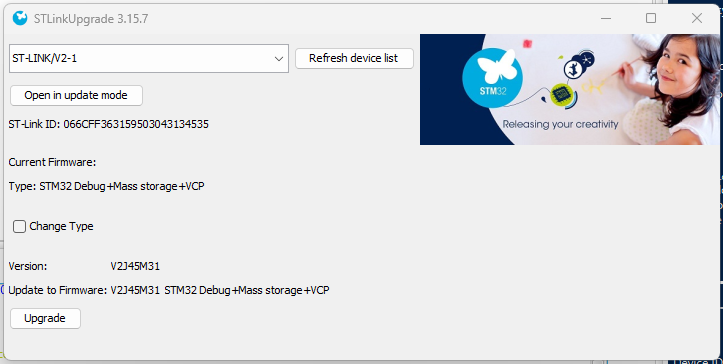 STLinkUpgrade 3.15.7
ST-LINK/V2-1
Refresh device list
Open in update mode
ST-Link ID: 066CFF363159503043134535
Current Firmware:
Type: STM32 Debug+Mass storage+VCP
Change Type
Version: V2J45M31
Update to Firmware: V2J45M31 STM32 Debug+Mass storage+VCP
Upgrade
STM32
Releasing your creativity